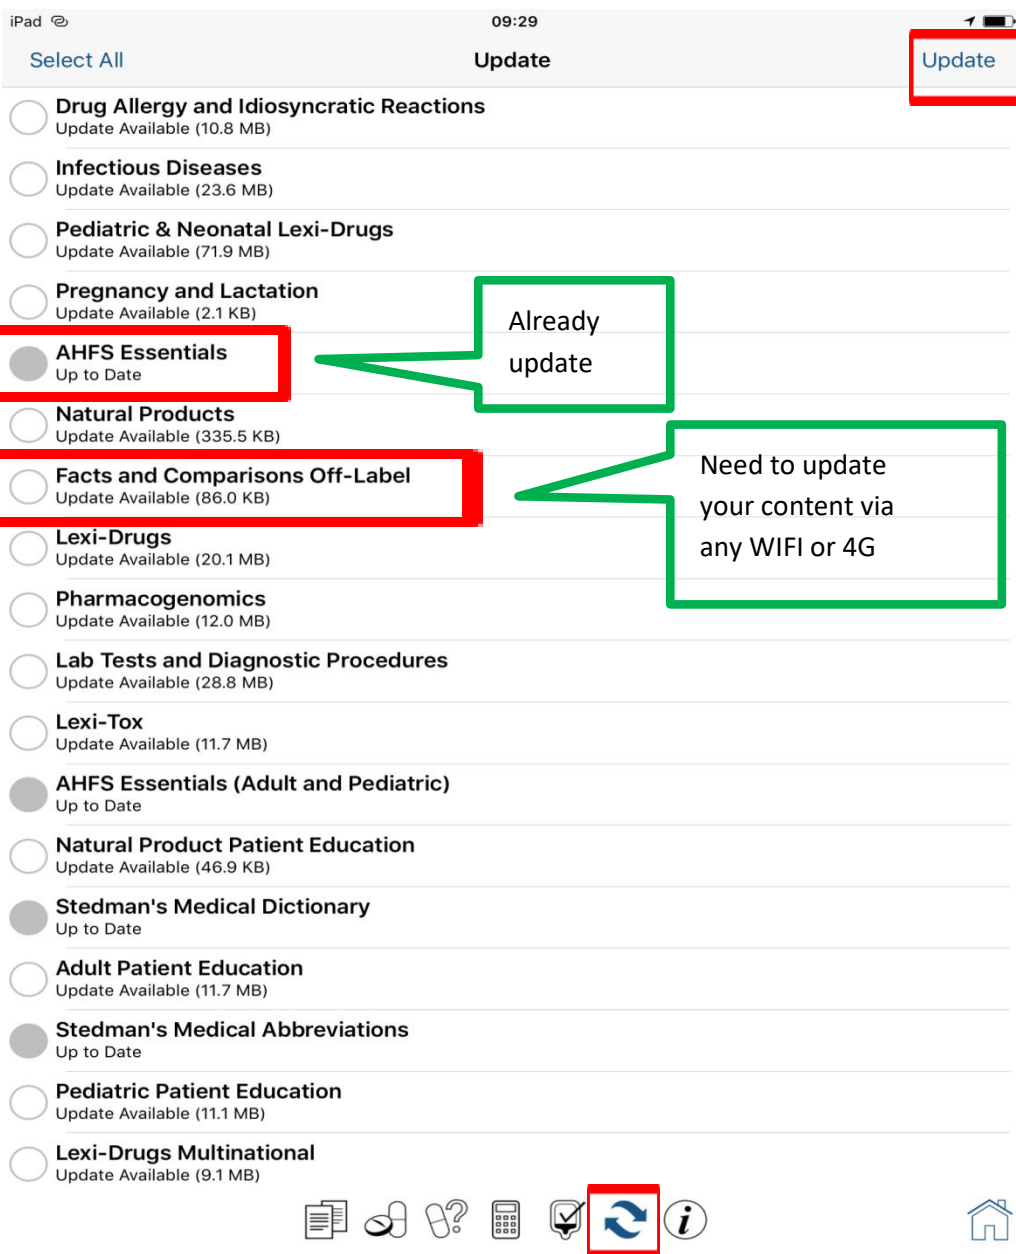 iPad 09:29
Select All Update Update
Drug Allergy and Idiosyncratic Reactions
Update Available (10.8 MB)
Infectious Diseases
Update Available (23.6 MB)
Pediatric & Neonatal Lexi-Drugs
Update Available (71.9 MB)
Pregnancy and Lactation
Update Available (2.1 KB)
Already
update
AHFS Essentials
Up to Date
Natural Products
Update Available (335.5 KB)
Need to update
your content via
any WIFI or 4G
Facts and Comparisons Off-Label
Update Available (86.0 KB)
Lexi-Drugs
Update Available (20.1 MB)
Pharmacogenomics
Update Available (12.0 MB)
Lab Tests and Diagnostic Procedures
Update Available (28.8 MB)
Lexi-Tox
Update Available (11.7 MB)
AHFS Essentials (Adult and Pediatric)
Up to Date
Natural Product Patient Education
Update Available (46.9 KB)
Stedman's Medical Dictionary
Up to Date
Adult Patient Education
Update Available (11.7 MB)
Stedman's Medical Abbreviations
Up to Date
Pediatric Patient Education
Update Available (11.1 MB)
Lexi-Drugs Multinational
Update Available (9.1 MB)
? i